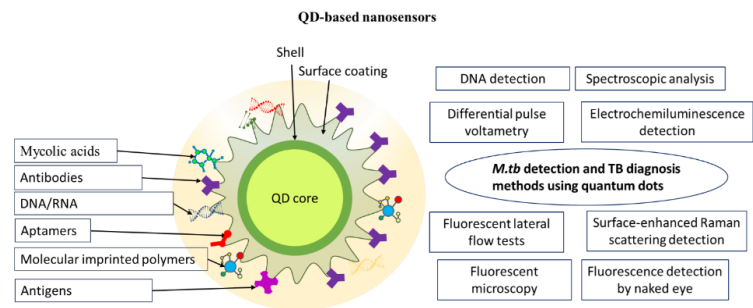 QD-based nanosensors
Shell
Surface coating
QD core
Mycolic acids
Antibodies
DNA/RNA
Aptamers
Molecular imprinted polymers
Antigens
DNA detection
Spectroscopic analysis
Differential pulse
voltametry
Electrochemiluminescence
detection
M.tb detection and TB diagnosis
methods using quantum dots
Fluorescent lateral
flow tests
Surface-enhanced Raman
scattering detection
Fluorescent
microscopy
Fluorescence detection
by naked eye